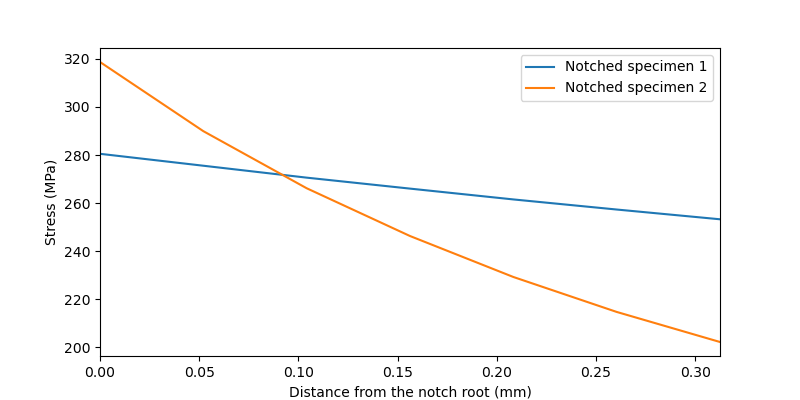 320
300
280
260
240
220
200
Stress (MPa)
Notched specimen 1
Notched specimen 2
0.00 0.05 0.10 0.15 0.20 0.25 0.30
Distance from the notch root (mm)